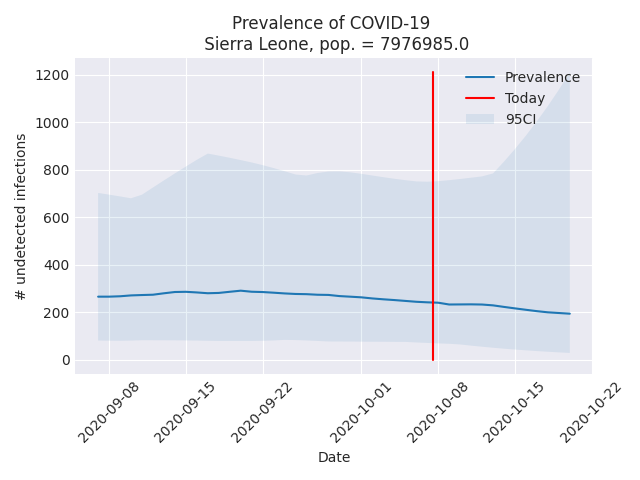 Prevalence of COVID-19
Sierra Leone, pop. = 7976985.0
Prevalence
Today
95CI
1200
1000
800
600
400
200
0
# undetected infections
2020-09-08
2020-09-15
2020-09-22
2020-10-01
2020-10-08
2020-10-15
2020-10-22
Date